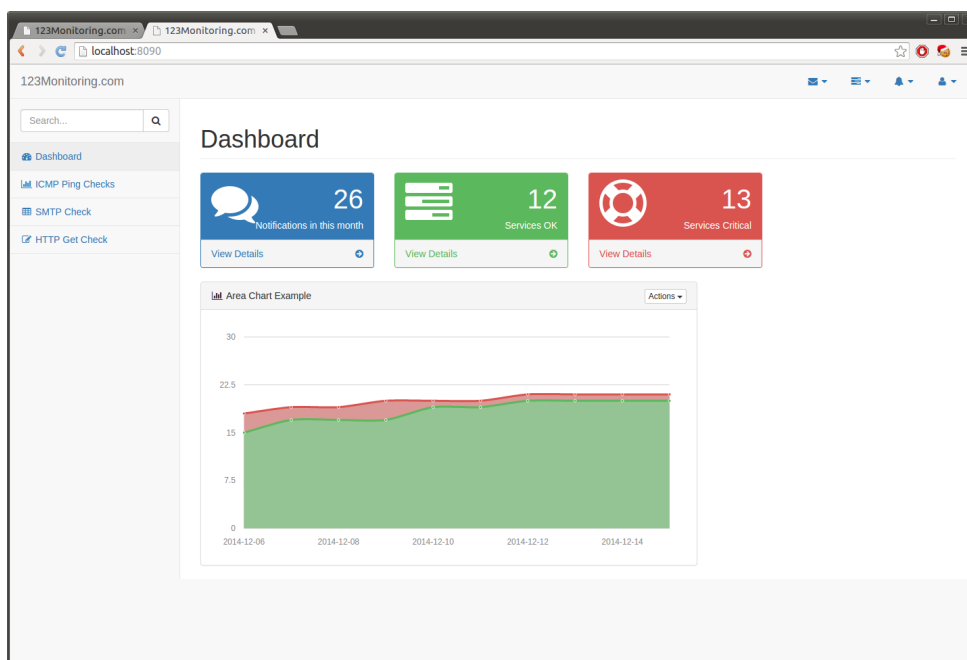 123Monitoring.com × 123Monitoring.com ×
localhost:8090
123Monitoring.com
Search...
Dashboard
ICMP Ping Checks
SMTP Check
HTTP Get Check
Dashboard
26
Notifications in this month
View Details
12
Services OK
View Details
13
Services Critical
View Details
Area Chart Example
Actions
30
22.5
15
7.5
0
2014-12-06 2014-12-08 2014-12-10 2014-12-12 2014-12-14